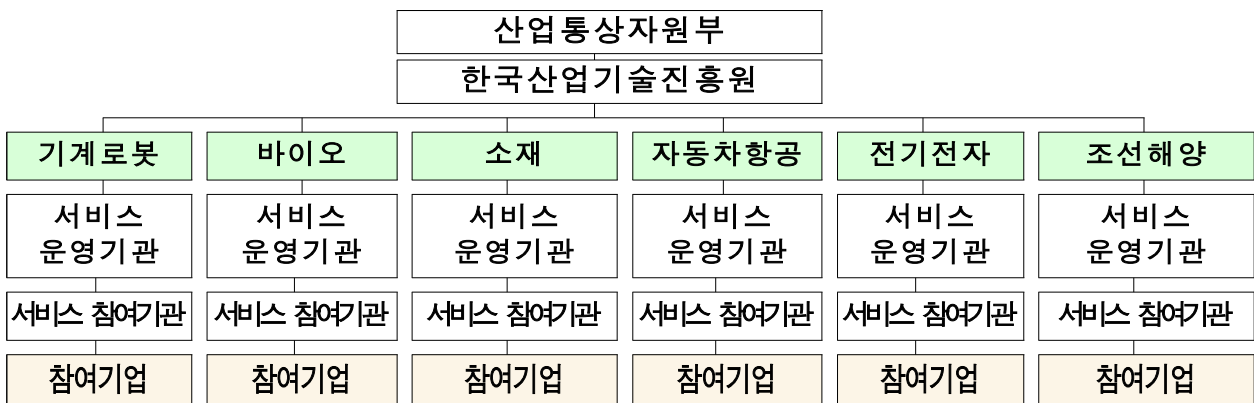 산업통상자원부
한국산업기술진흥원
기계로봇
바이오
소재
자동차항공
전기전자
조선해양
서비스
운영기관
서비스
운영기관
서비스
운영기관
서비스
운영기관
서비스
운영기관
서비스
운영기관
서비스 참여기관
서비스 참여기관
서비스 참여기관
서비스 참여기관
서비스 참여기관
서비스 참여기관
참여기업
참여기업
참여기업
참여기업
참여기업
참여기업